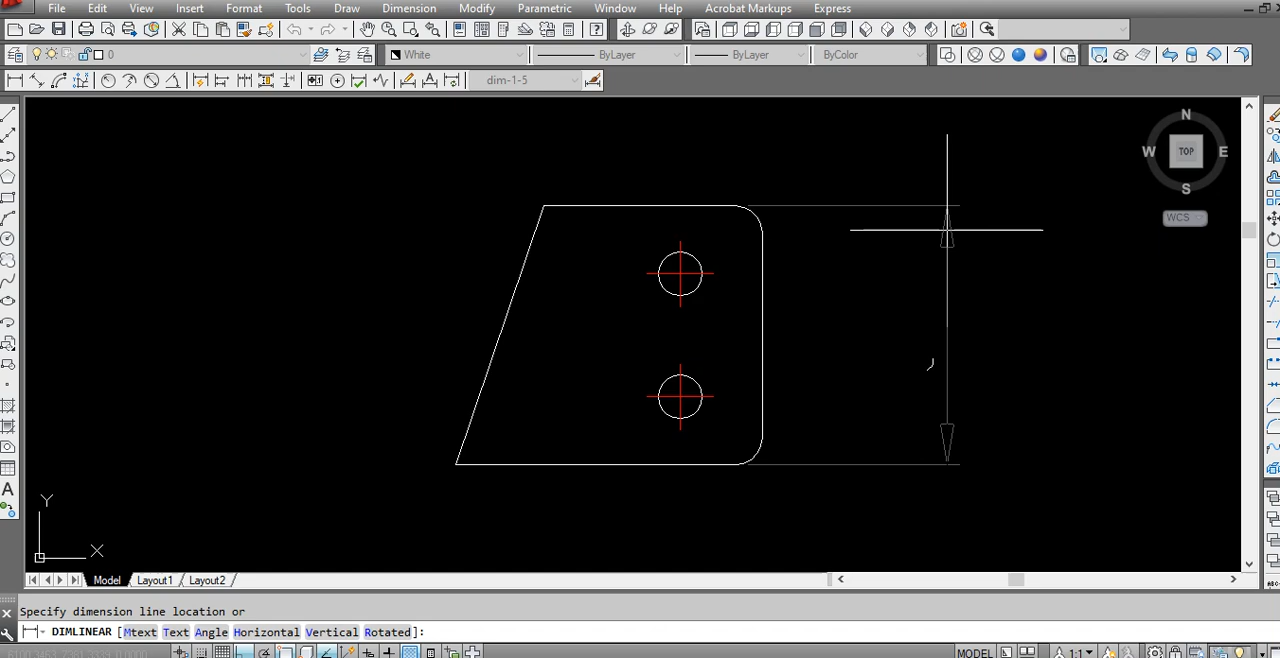 File Edit View Insert Format Tools Draw Dimension Modify Parametric Window Help Acrobat Markups Express
0 White ByLayer ByLayer ByColor
dim-1-5
N
W TOP E
S
WCS
Y
X
Model Layout1 Layout2
Specify dimension line location or
DIMLINEAR [Mtext Text Angle Horizontal Vertical Rotated]:
MODEL 1:1